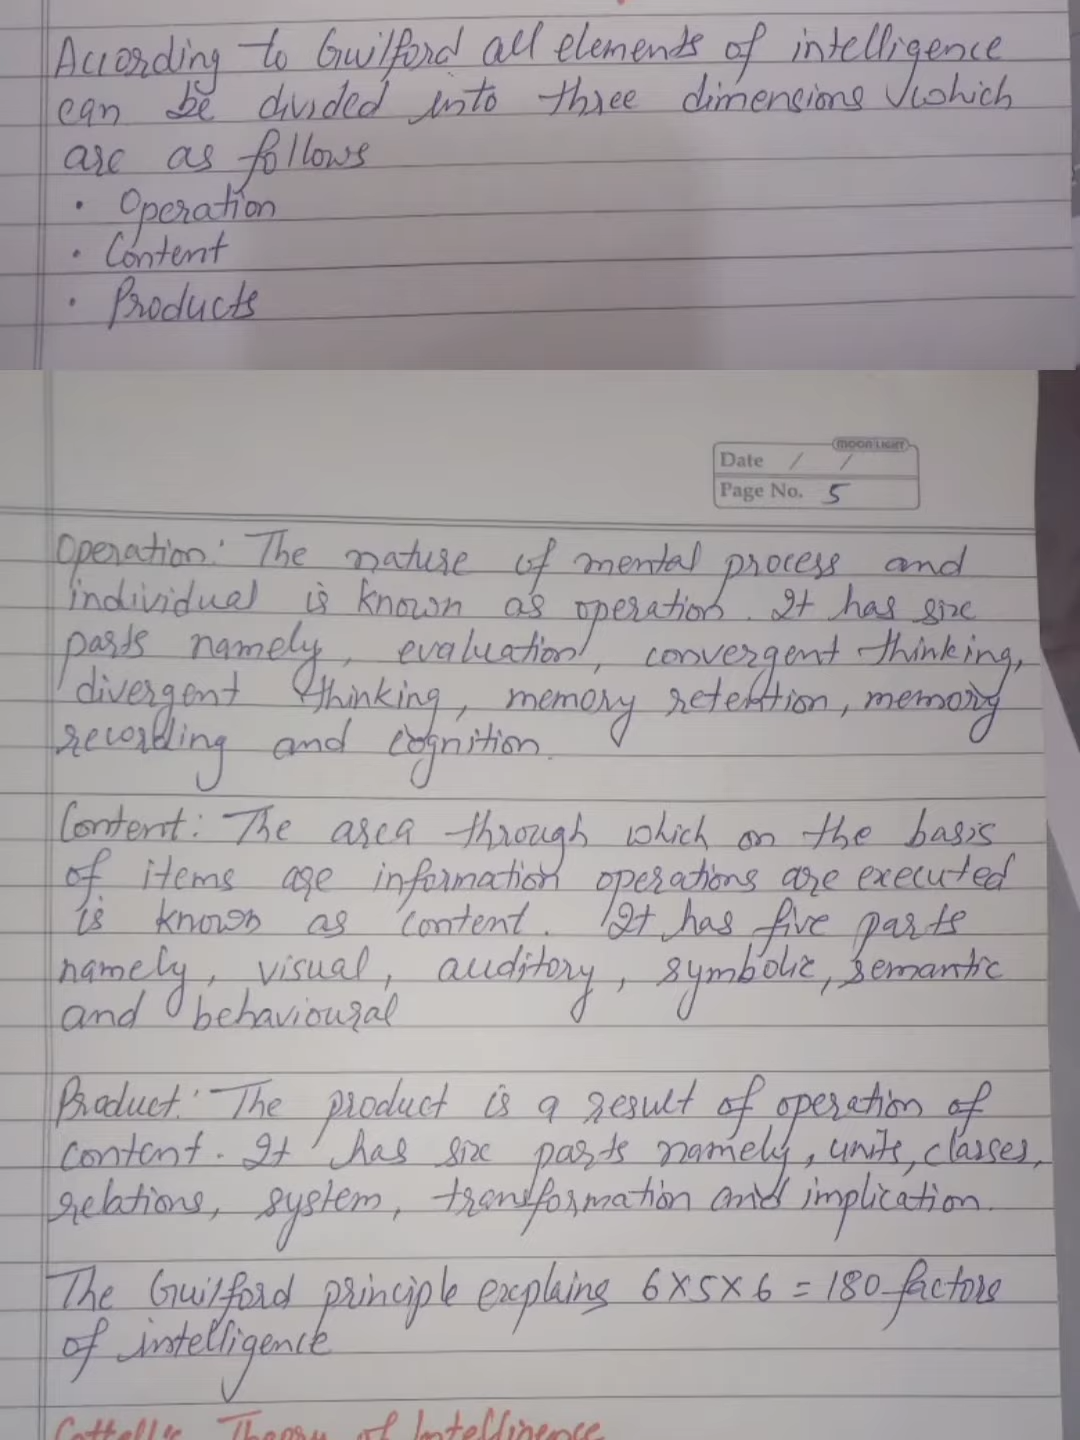 According to Guilford all elements of intelligence
can be divided into three dimensions which
are as follows
• Operation
• Content
• Products
MOONLIGHT
Date / /
Page No. 5
Operation: The nature of mental process and
individual is known as operation. It has six
parts namely, evaluation, convergent thinking,
divergent thinking, memory retention, memory
recording and cognition.
Content: The area through which on the basis
of items are information operations are executed
is known as content. It has five parts
namely, visual, auditory, symbolic, semantic
and behavioural
Product: The product is a result of operation of
content. It has six parts namely, units, classes,
relations, system, transformation and implication.
The Guilford principle explains 6×5×6 = 180 factors
of intelligence
Cattell's Theory of Intelligence